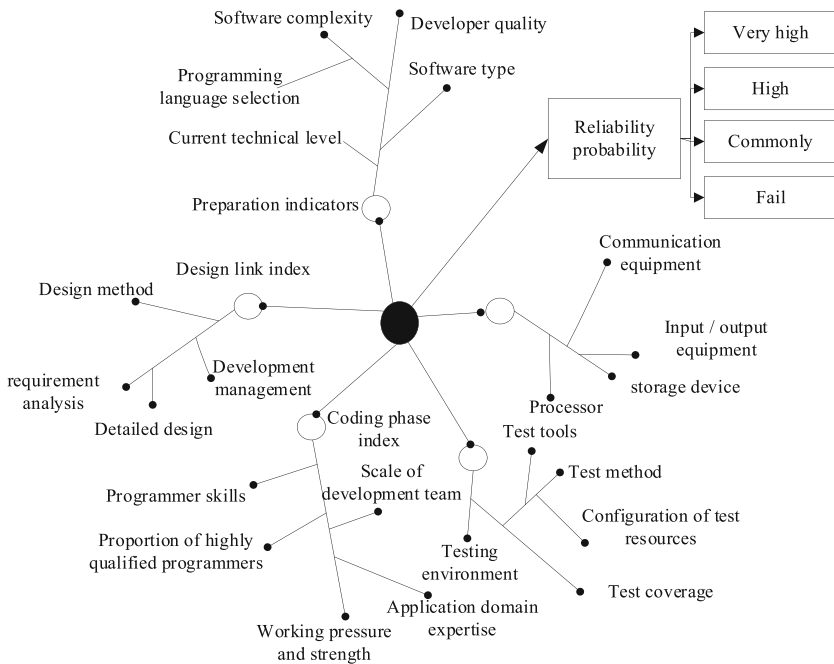 Software complexity
Developer quality
Programming
language selection
Software type
Current technical level
Preparation indicators
Reliability
probability
Very high
High
Commonly
Fail
Design link index
Design method
requirement
analysis
Detailed design
Development
management
Communication
equipment
Input / output
equipment
storage device
Processor
Coding phase
index
Programmer skills
Scale of
development team
Proportion of highly
qualified programmers
Application domain
expertise
Working pressure
and strength
Test tools
Test method
Configuration of test
resources
Testing
environment
Test coverage